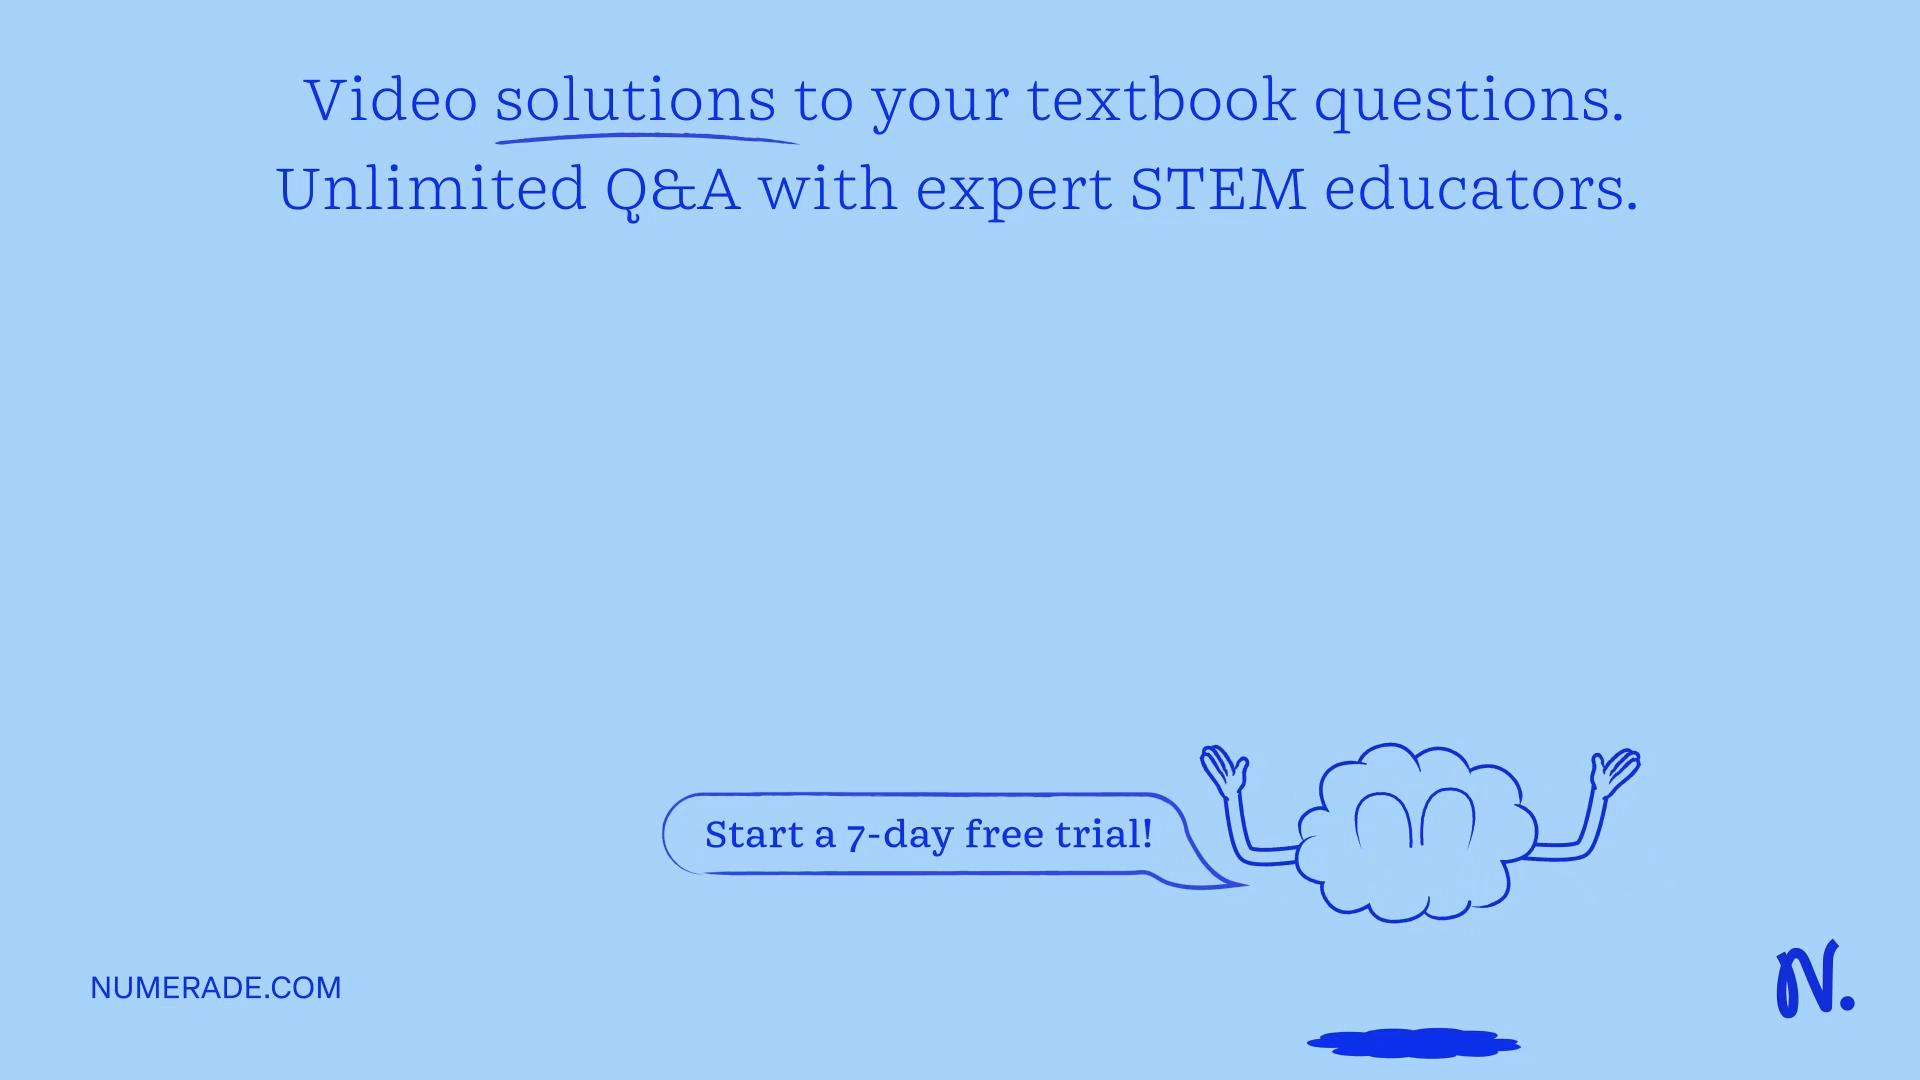 Video solutions to your textbook questions.
Unlimited Q&A with expert STEM educators.
Start a 7-day free trial!
NUMERADE.COM
N.